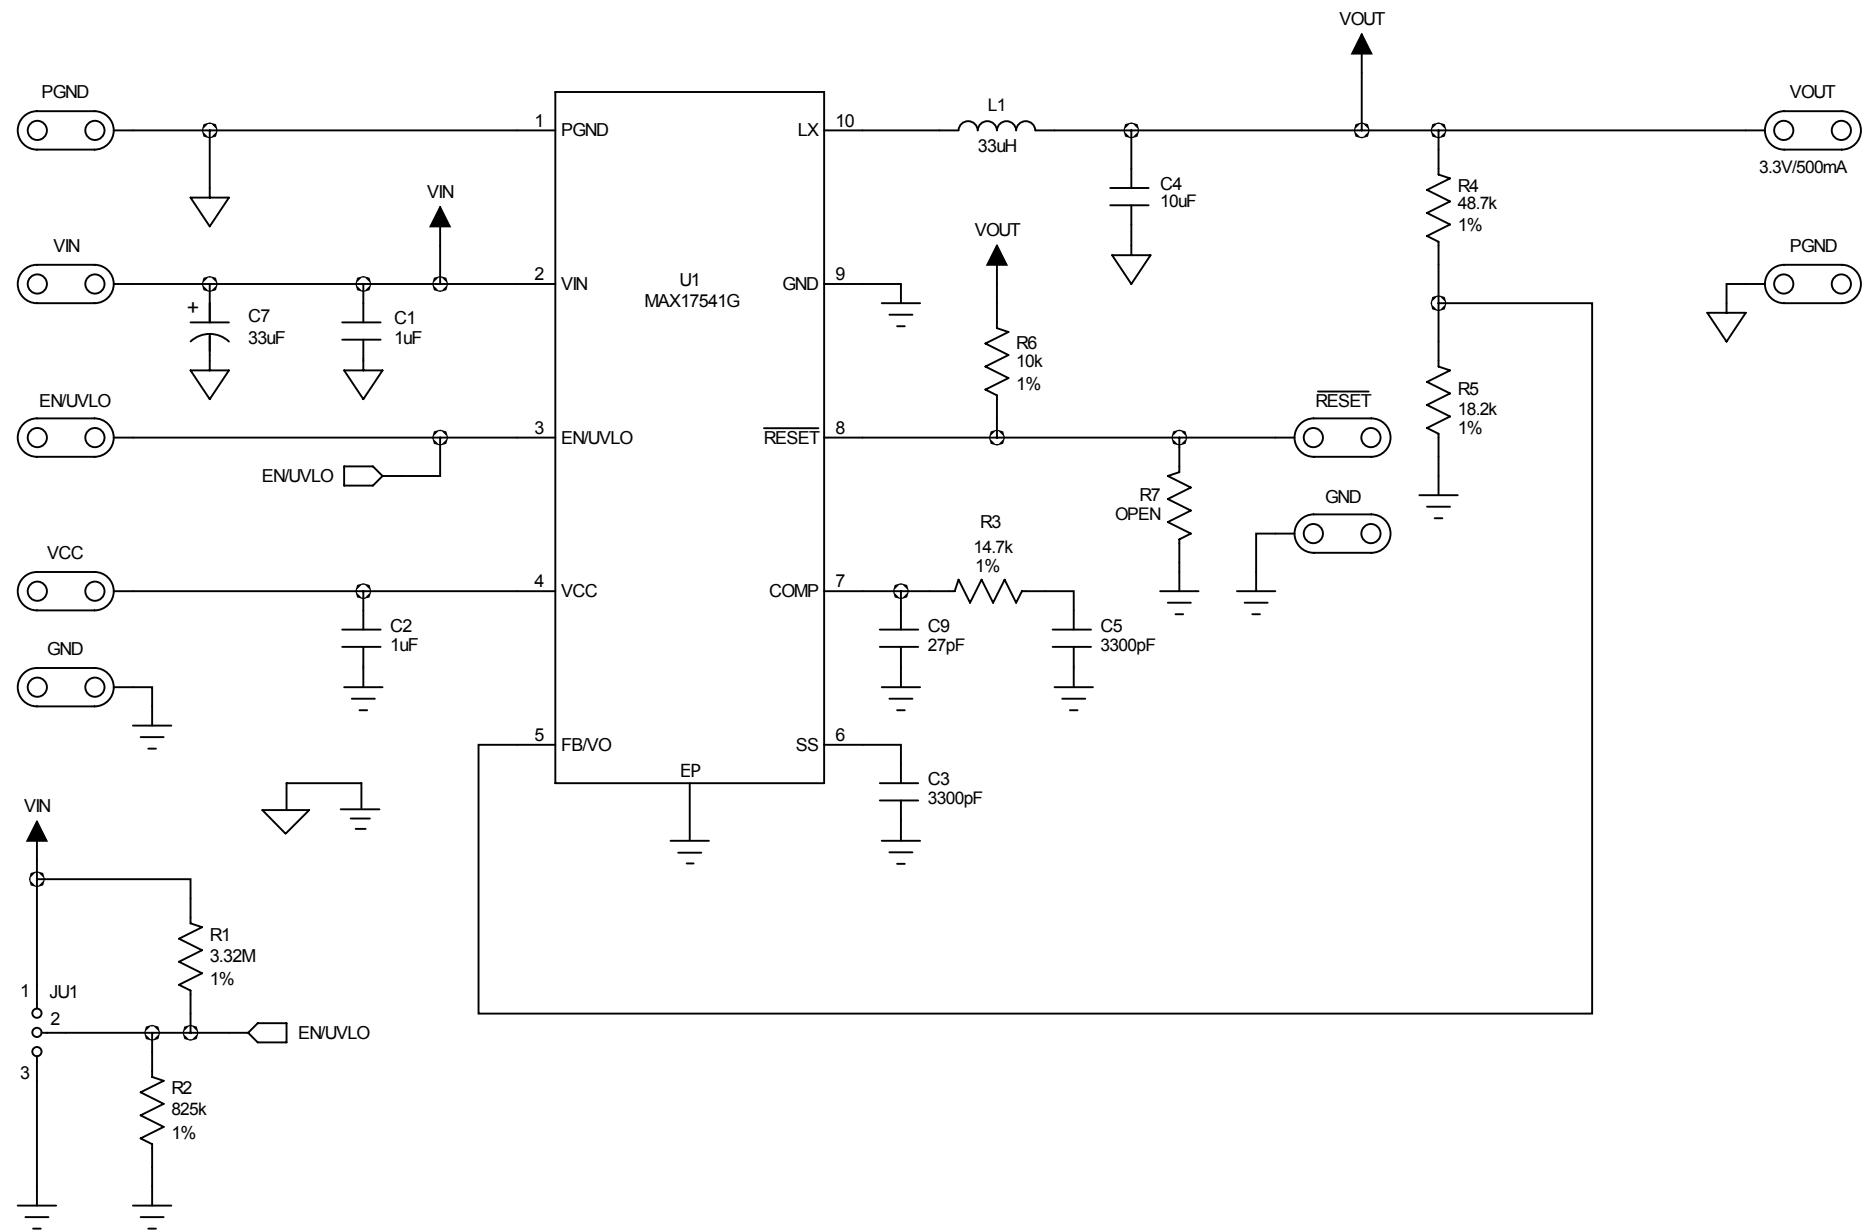 VOUT
PGND
VOUT
3.3V/500mA
1
PGND
LX
10
L1
33uH
C4
10uF
R4
48.7k
1%
VIN
VIN
VOUT
PGND
2
VIN
U1
MAX17541G
GND
9
+
C7
33uF
C1
1uF
R6
10k
1%
R5
18.2k
1%
EN/UVLO
RESET
3
EN/UVLO
RESET
8
EN/UVLO
R7
OPEN
GND
R3
14.7k
1%
VCC
4
VCC
COMP
7
C2
1uF
C9
27pF
C5
3300pF
GND
5
FB/VO
SS
6
EP
C3
3300pF
VIN
R1
3.32M
1%
1
JU1
2
EN/UVLO
3
R2
825k
1%